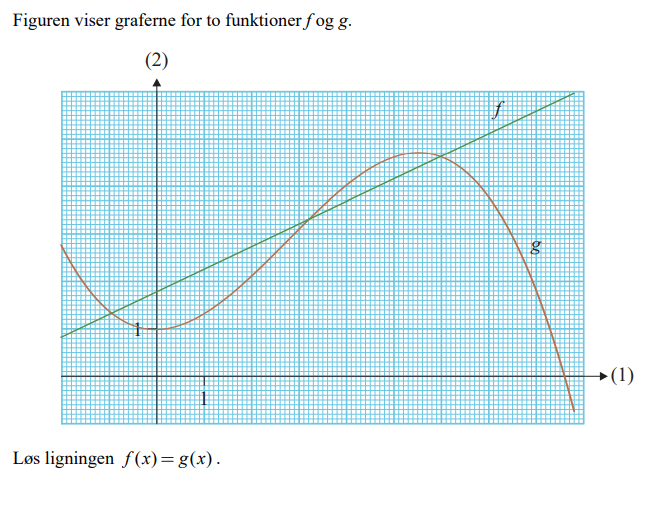 Figuren viser graferne for to funktioner f og g.
(2)
f
g
1
(1)
1
Løs ligningen f(x) = g(x).